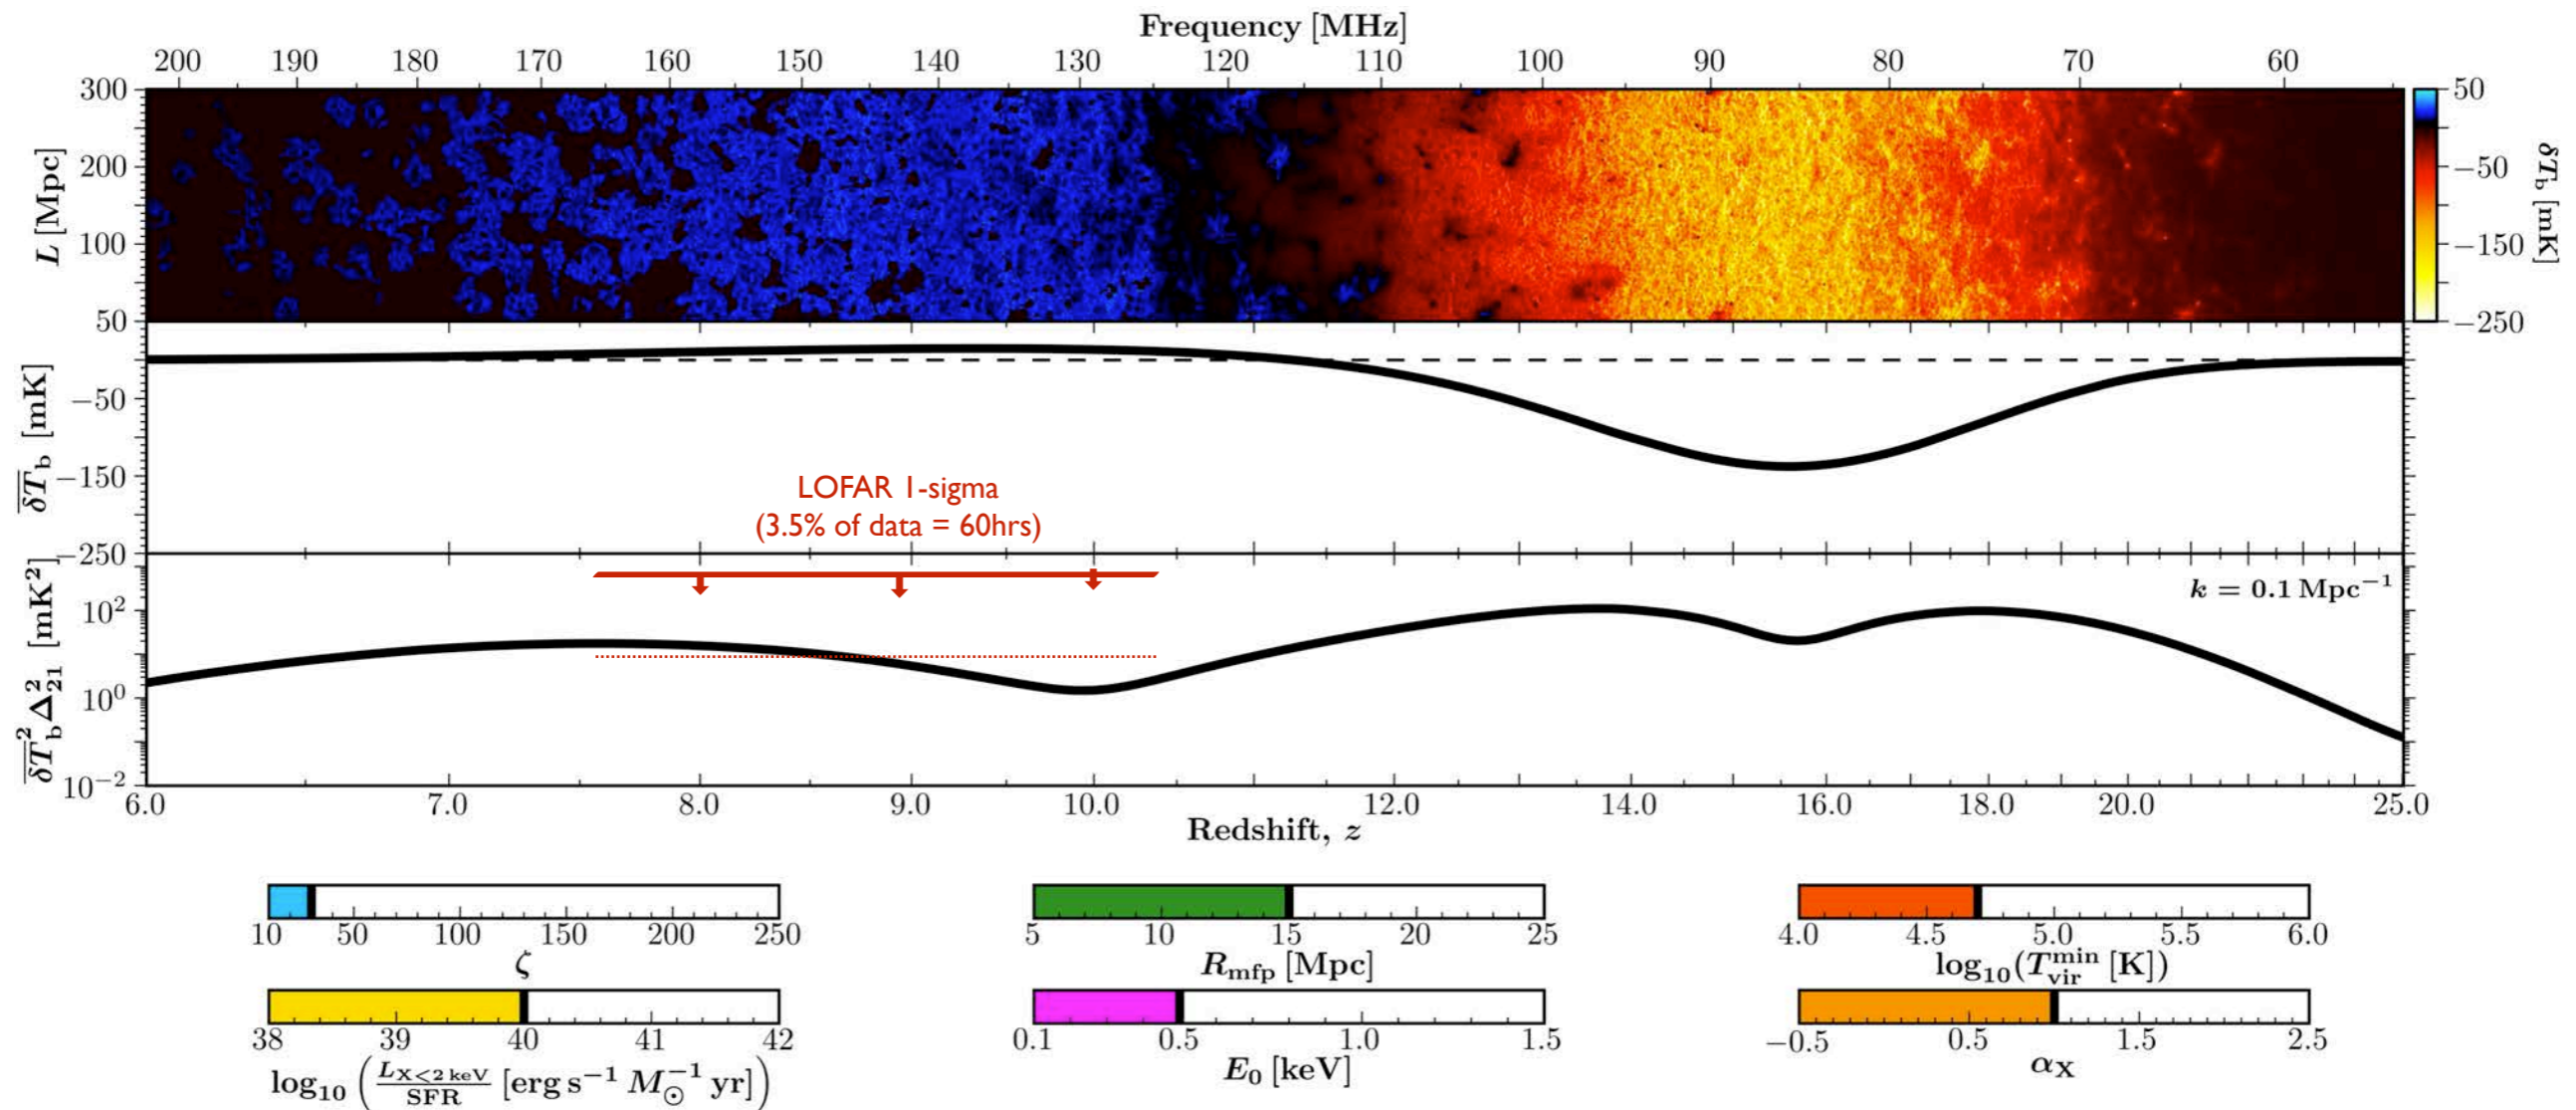 Frequency [MHz]
200 190 180 170 160 150 140 130 120 110 100 90 80 70 60
300
200
100
50
L [Mpc]
50
−50
−150
−250
δT_b [mK]
−50
−150
−250
\overline{δT}_b [mK]
LOFAR 1-sigma
(3.5% of data = 60hrs)
k = 0.1 Mpc⁻¹
10²
10⁰
10⁻²
\overline{δT}_b² Δ²₂₁ [mK²]
6.0 7.0 8.0 9.0 10.0 12.0 14.0 16.0 18.0 20.0 25.0
Redshift, z
10 50 100 150 200 250
ζ
5 10 15 20 25
R_mfp [Mpc]
4.0 4.5 5.0 5.5 6.0
log₁₀(T_vir^min [K])
38 39 40 41 42
log₁₀ (L_X<2 keV / SFR [erg s⁻¹ M_⊙⁻¹ yr])
0.1 0.5 1.0 1.5
E₀ [keV]
−0.5 0.5 1.5 2.5
α_X